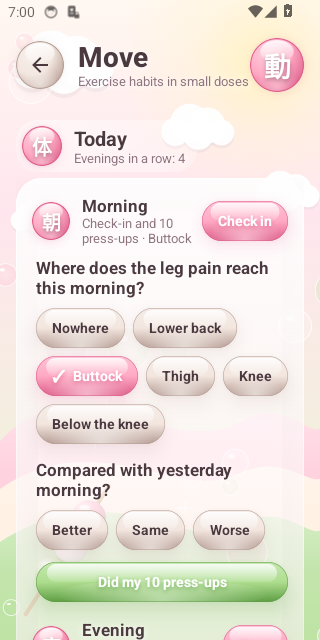 7:00
Move
Exercise habits in small doses
動
体
Today
Evenings in a row: 4
朝
Morning
Check-in and 10
press-ups · Buttock
Check in
Where does the leg pain reach
this morning?
Nowhere
Lower back
✓ Buttock
Thigh
Knee
Below the knee
Compared with yesterday
morning?
Better
Same
Worse
Did my 10 press-ups
Evening